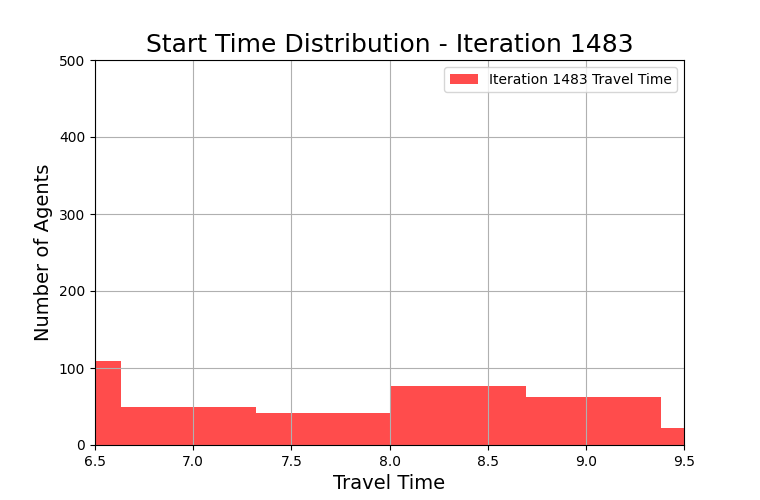 Start Time Distribution - Iteration 1483
Iteration 1483 Travel Time
Number of Agents
500
400
300
200
100
0
6.5 7.0 7.5 8.0 8.5 9.0 9.5
Travel Time